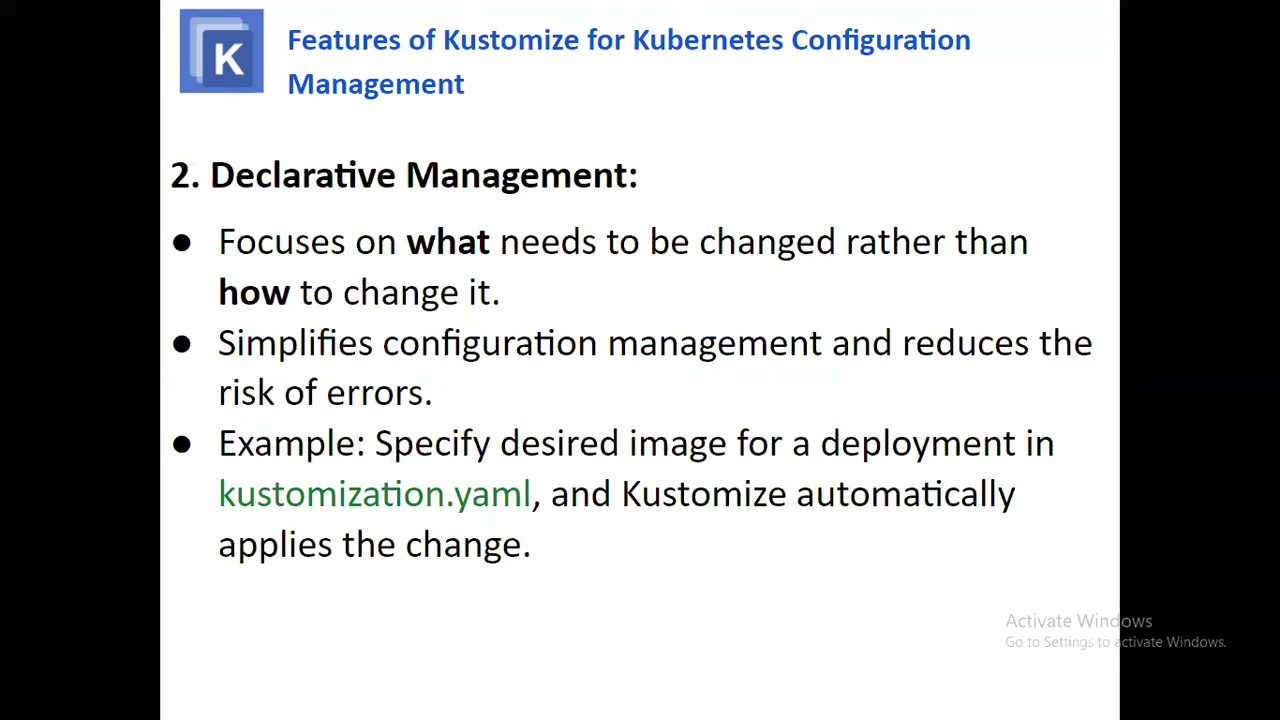 K
Features of Kustomize for Kubernetes Configuration
Management
2. Declarative Management:
● Focuses on what needs to be changed rather than
how to change it.
● Simplifies configuration management and reduces the
risk of errors.
● Example: Specify desired image for a deployment in
kustomization.yaml, and Kustomize automatically
applies the change.
Activate Windows
Go to Settings to activate Windows.